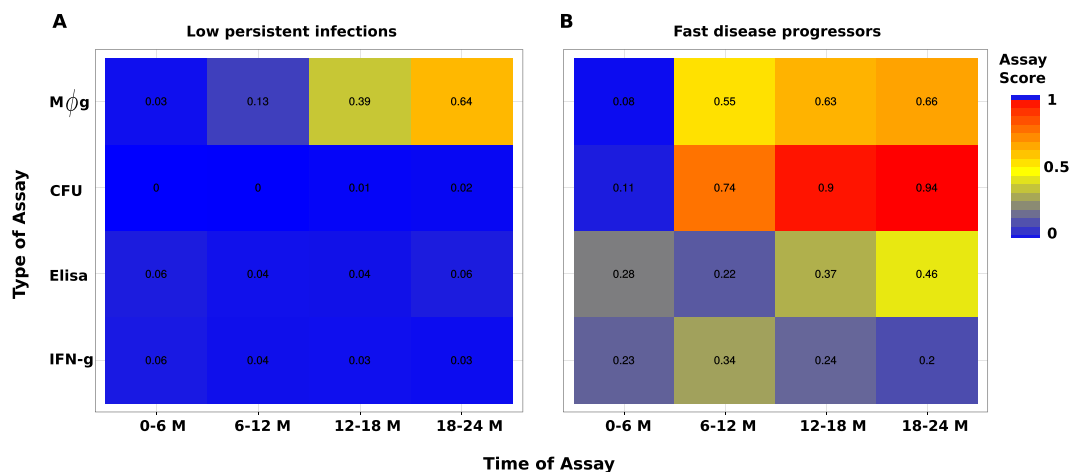 A
B
Low persistent infections
Fast disease progressors
Assay
Score
1
0.5
0
Type of Assay
Mϕg
0.03 0.13 0.39 0.64
0.08 0.55 0.63 0.66
CFU
0 0 0.01 0.02
0.11 0.74 0.9 0.94
Elisa
0.06 0.04 0.04 0.06
0.28 0.22 0.37 0.46
IFN-g
0.06 0.04 0.03 0.03
0.23 0.34 0.24 0.2
0-6 M 6-12 M 12-18 M 18-24 M
0-6 M 6-12 M 12-18 M 18-24 M
Time of Assay